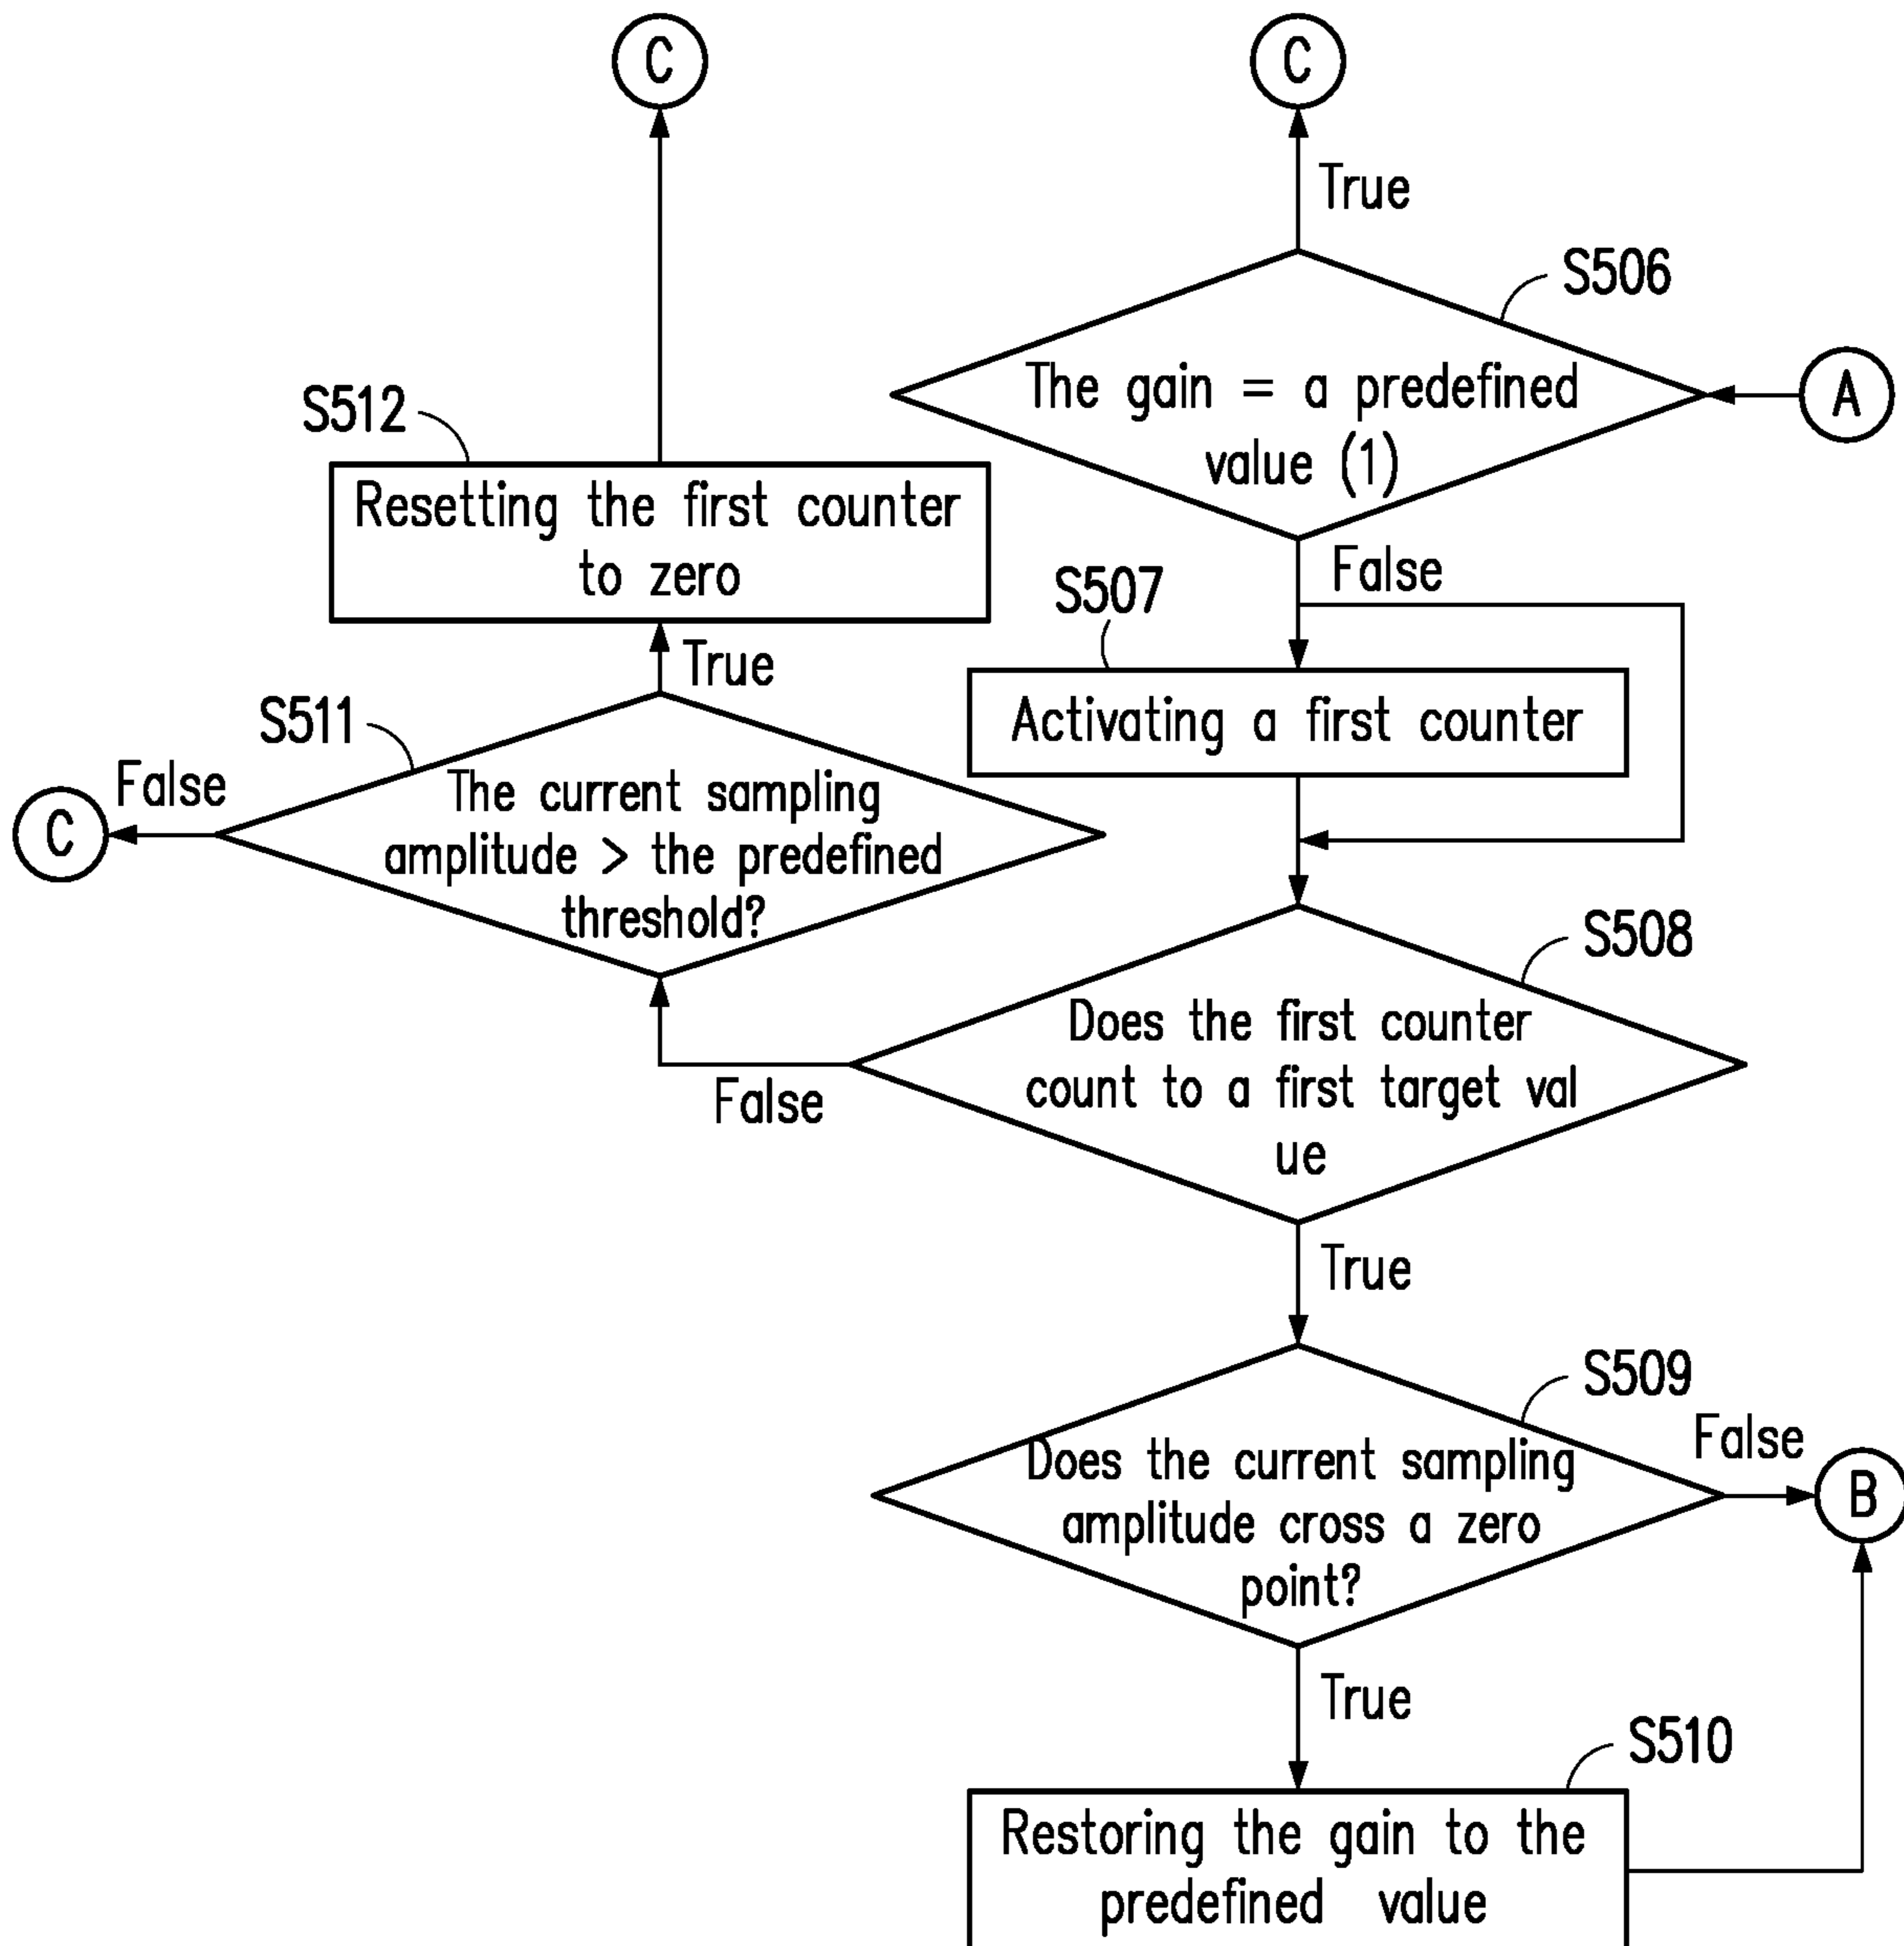 C
C
True
S506
The gain = a predefined
value (1)
A
S512
Resetting the first counter
to zero
False
S507
Activating a first counter
True
S511
The current sampling
amplitude > the predefined
threshold?
False
C
S508
Does the first counter
count to a first target val
ue
False
True
S509
Does the current sampling
amplitude cross a zero
point?
False
B
True
S510
Restoring the gain to the
predefined value